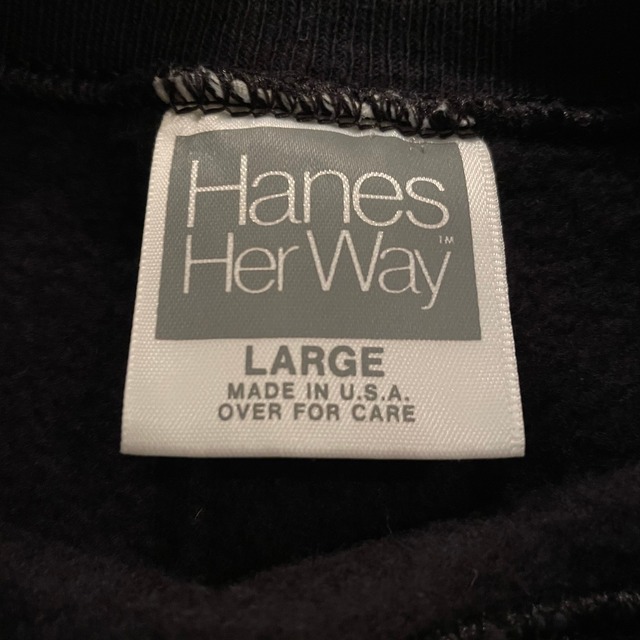 Hanes
Her Way™
LARGE
MADE IN U.S.A.
OVER FOR CARE